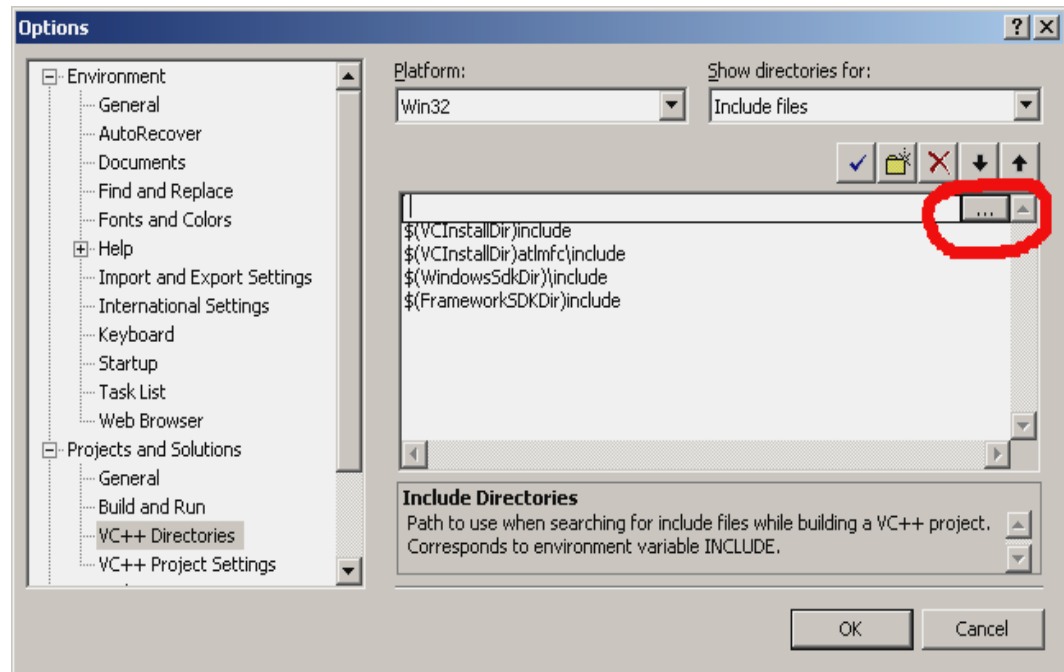 Options
Environment
General
AutoRecover
Documents
Find and Replace
Fonts and Colors
Help
Import and Export Settings
International Settings
Keyboard
Startup
Task List
Web Browser
Projects and Solutions
General
Build and Run
VC++ Directories
VC++ Project Settings
Platform:
Show directories for:
Win32
Include files
...
$(VCInstallDir)include
$(VCInstallDir)atlmfc\include
$(WindowsSdkDir)\include
$(FrameworkSDKDir)include
Include Directories
Path to use when searching for include files while building a VC++ project.
Corresponds to environment variable INCLUDE.
OK
Cancel